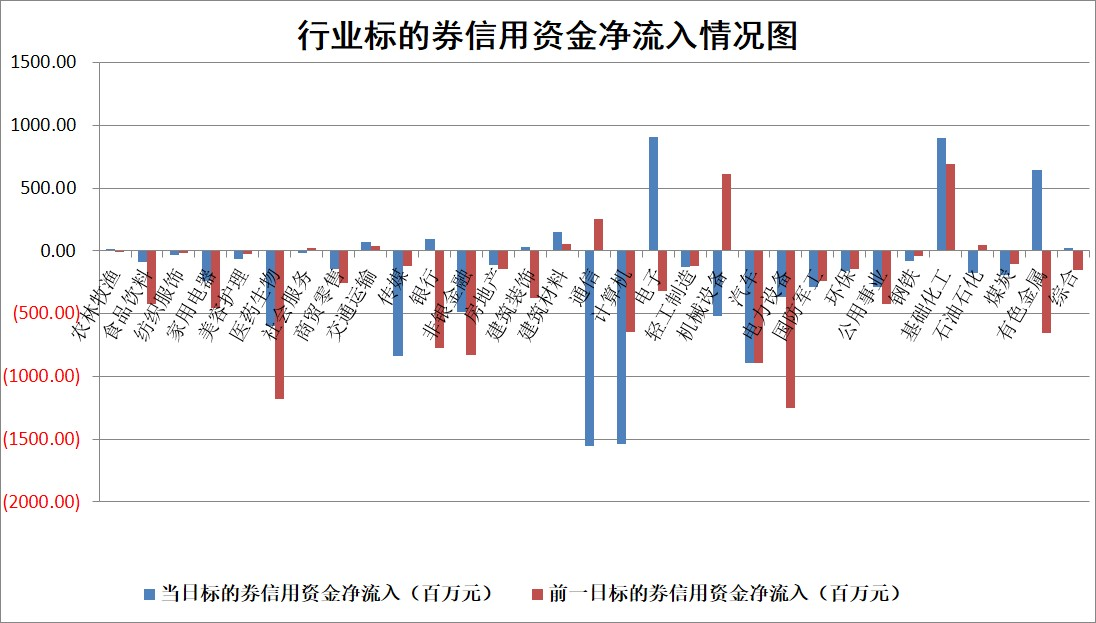 行业标的券信用资金净流入情况图
1500.00
1000.00
500.00
0.00
(500.00)
(1000.00)
(1500.00)
(2000.00)
农林牧渔
食品饮料
纺织服饰
家用电器
美容护理
医药生物
社会服务
商贸零售
交通运输
传媒
银行
非银金融
房地产
建筑装饰
建筑材料
通信
计算机
电子
轻工制造
机械设备
汽车
电力设备
国防军工
环保
公用事业
钢铁
基础化工
石油石化
煤炭
有色金属
综合
当日标的券信用资金净流入（百万元）
前一日标的券信用资金净流入（百万元）